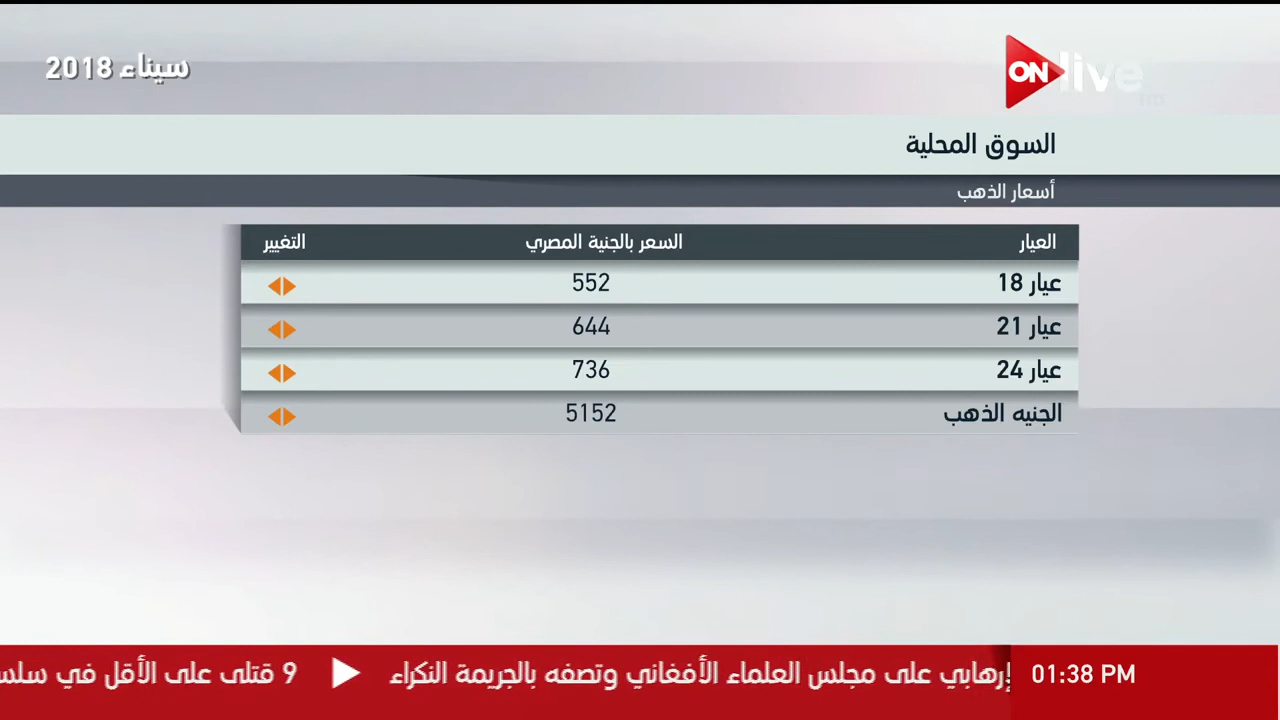 سيناء 2018
ON live
السوق المحلية
أسعار الذهب
العيار السعر بالجنية المصري التغيير
عيار 18 552
عيار 21 644
عيار 24 736
الجنيه الذهب 5152
01:38 PM إرهابي على مجلس العلماء الأفغاني وتصفه بالجريمة النكراء 9 قتلى على الأقل في